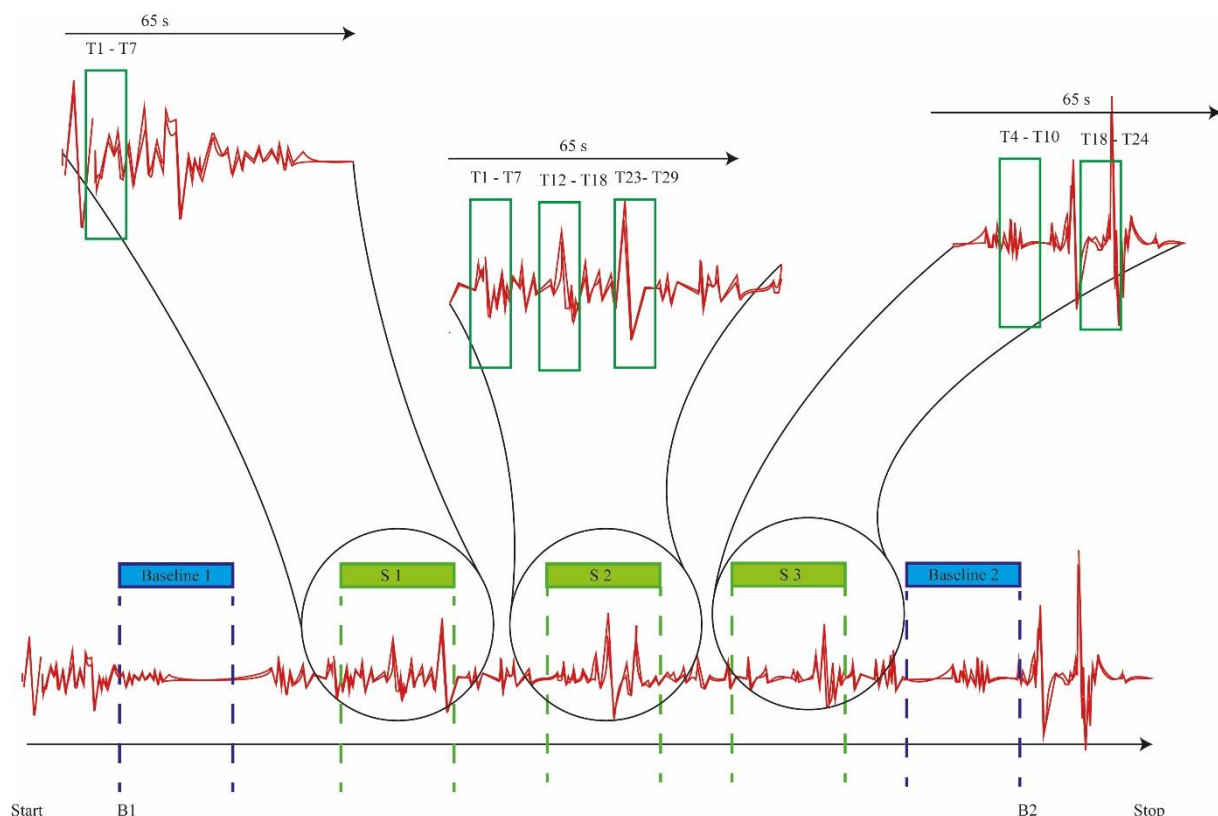 65 s
T1 - T7
65 s
T1 - T7
T12 - T18
T23- T29
65 s
T4 - T10
T18 - T24
Baseline 1
S 1
S 2
S 3
Baseline 2
Start
B1
B2
Stop